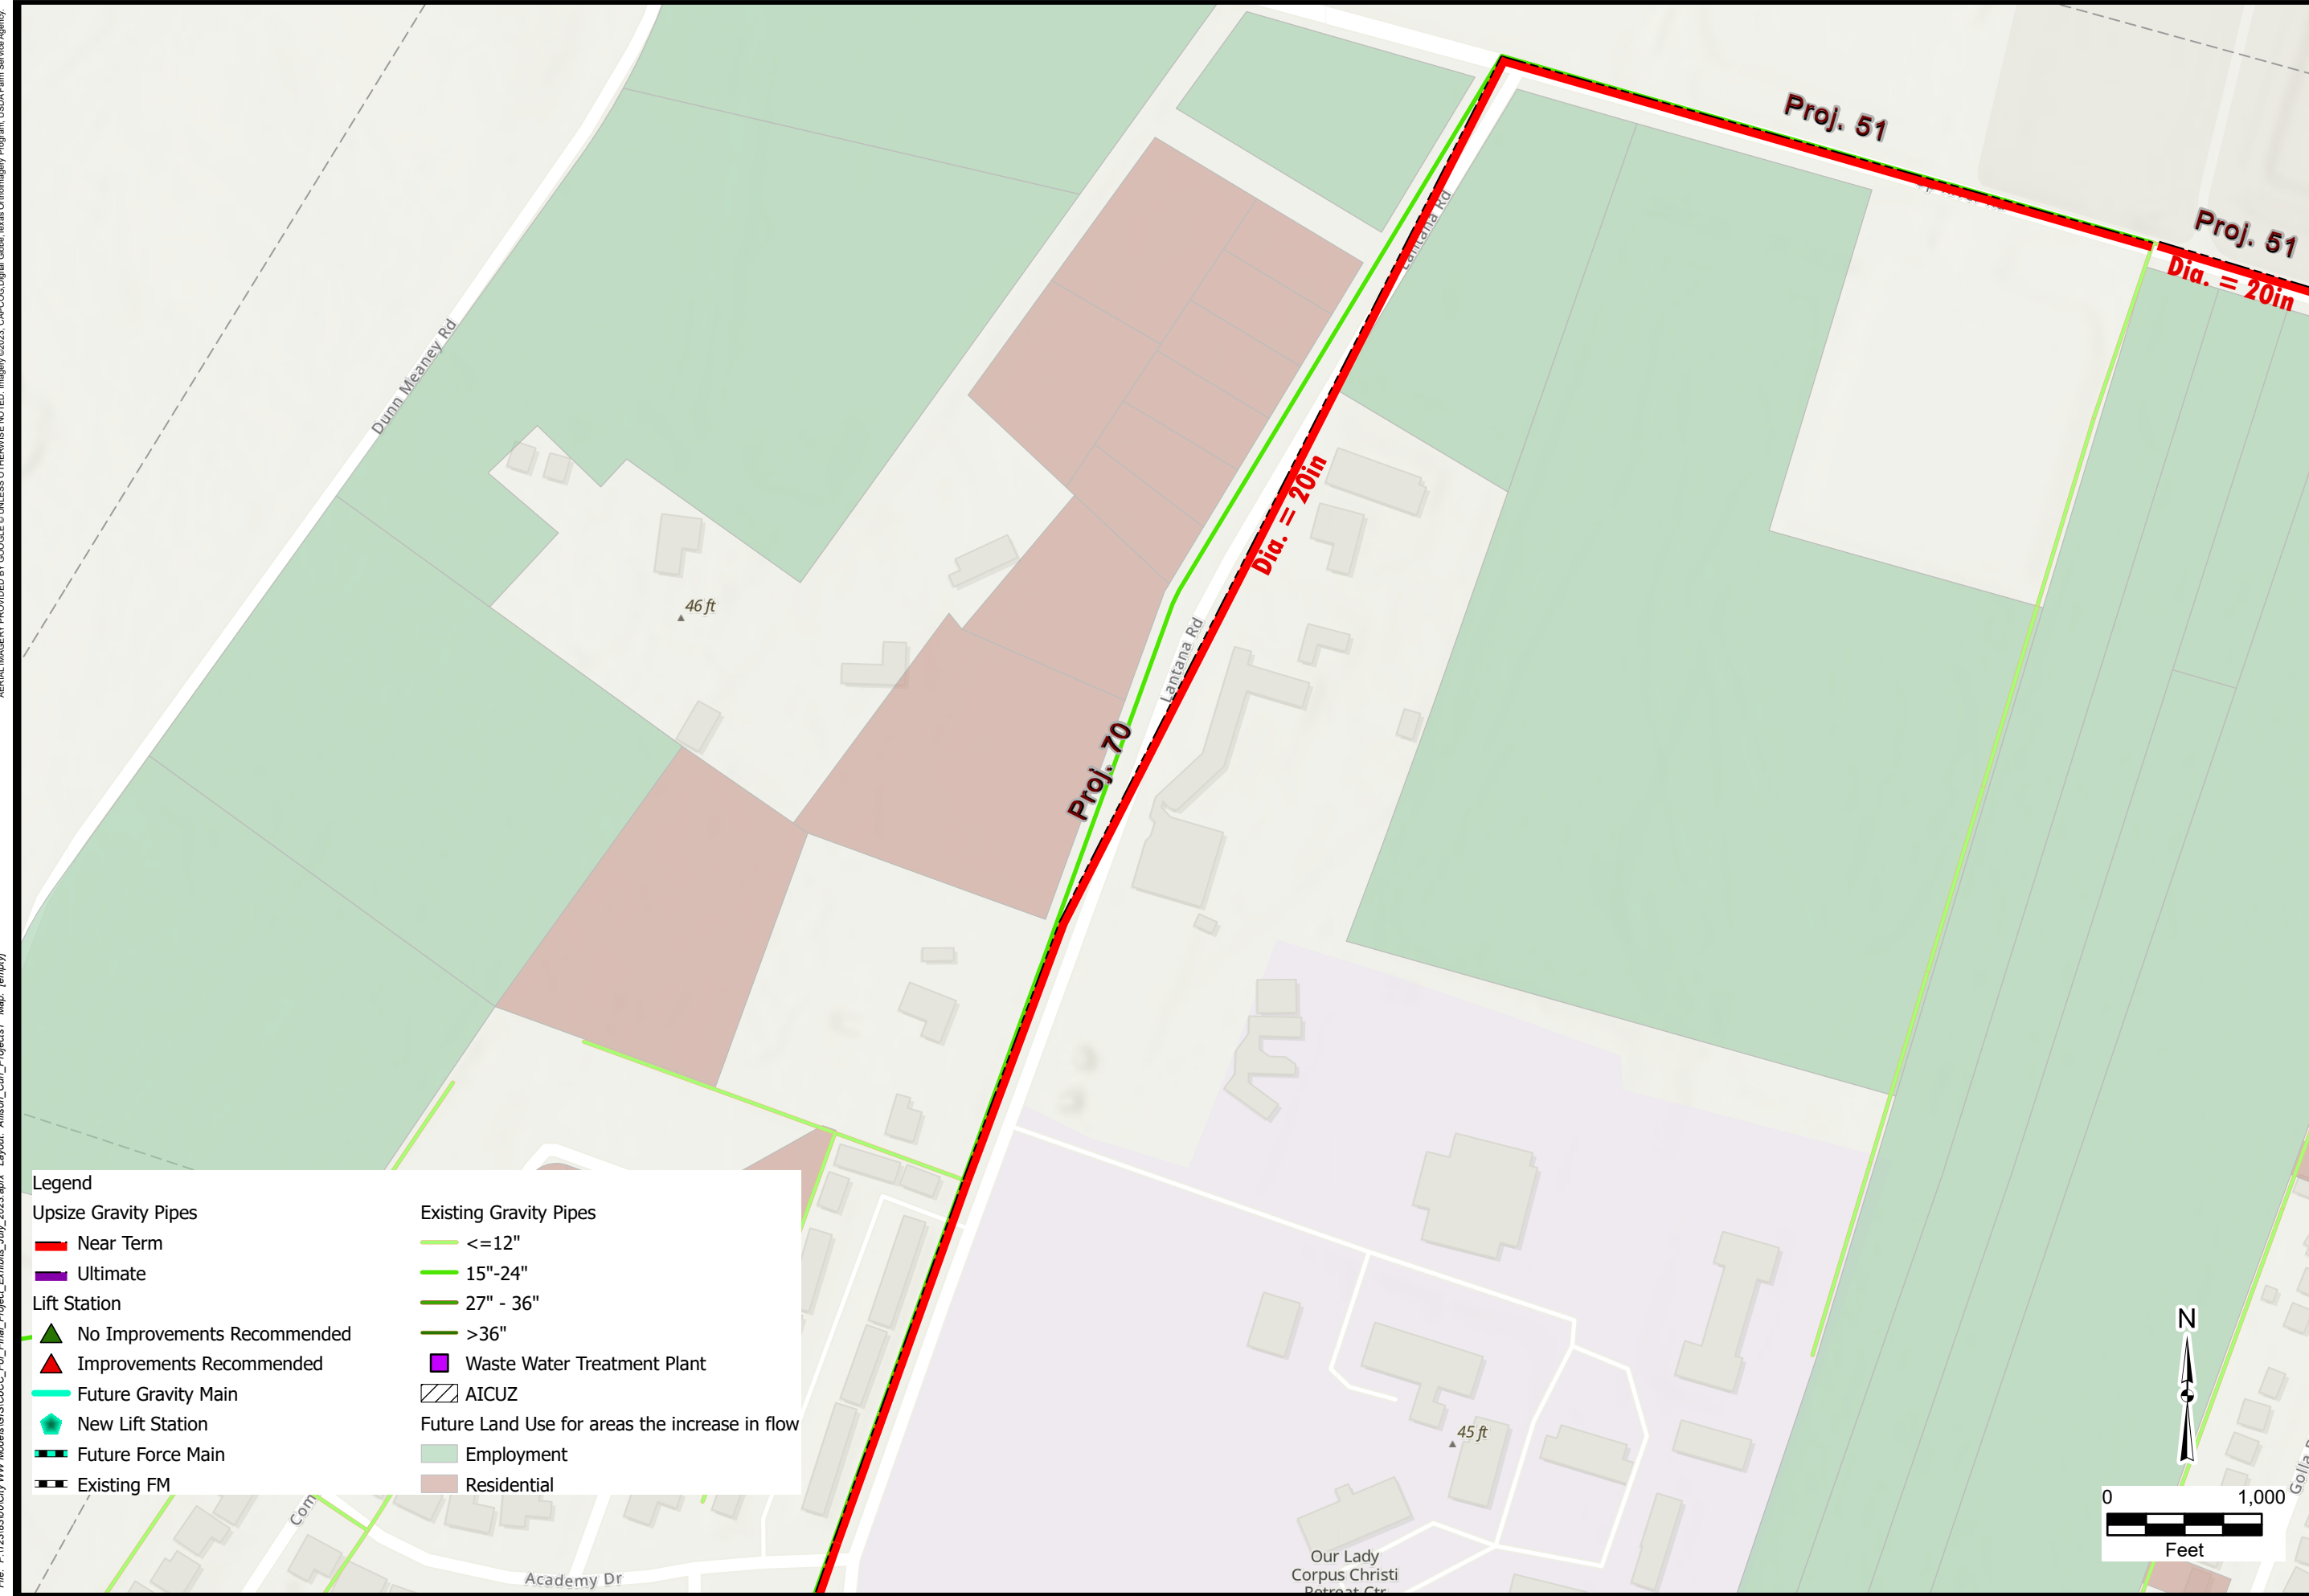 Proj. 51
Proj. 51
Dia. = 20in
Lantana Rd
Dunn Meaney Rd
Dia. = 20in
46 ft
Lantana Rd
Proj. 70
Legend
Upsize Gravity Pipes
Near Term
Ultimate
Lift Station
No Improvements Recommended
Improvements Recommended
Future Gravity Main
New Lift Station
Future Force Main
Existing FM
Existing Gravity Pipes
<=12"
15"-24"
27" - 36"
>36"
Waste Water Treatment Plant
AICUZ
Future Land Use for areas the increase in flow
Employment
Residential
N
45 ft
0 1,000
Feet
Com
Academy Dr
Our Lady
Corpus Christi
Retreat Ctr